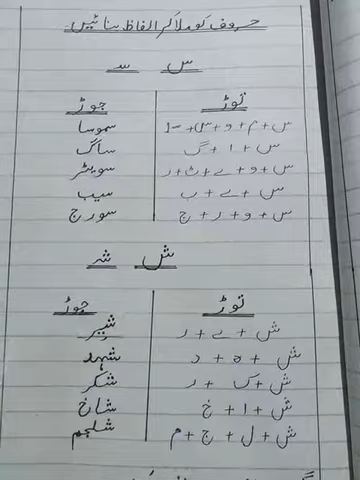 حروف کو ملا کر الفاظ بنائیں۔
س سـ
توڑ جوڑ
س + م + و + س + ا سموسا
س + ا + گ ساگ
س + و + ے + ٹ + ر سویٹر
س + ے + ب سیب
س + و + ر + ج سورج
ش شـ
توڑ جوڑ
ش + ے + ر شیر
ش + ہ + د شہد
ش + ک + ر شکر
ش + ا + خ شاخ
ش + ل + ج + م شلجم